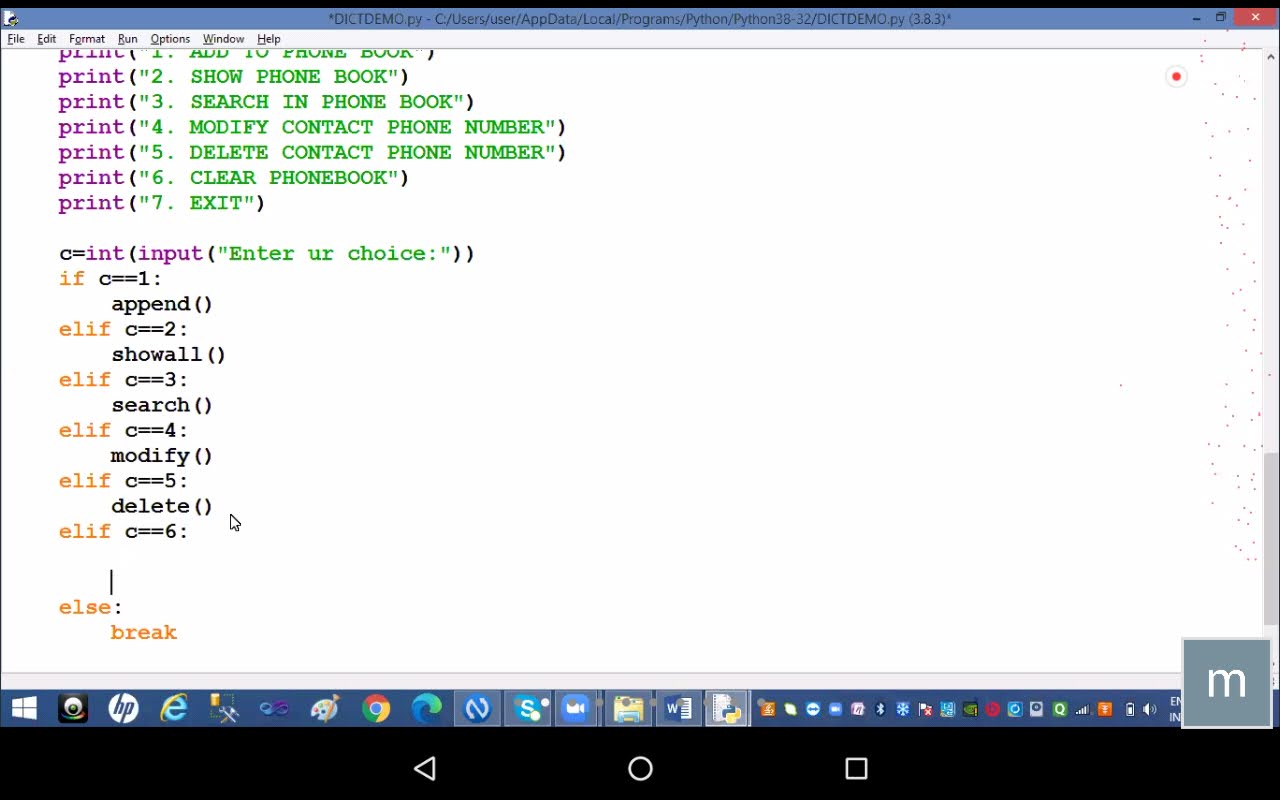 *DICTDEMO.py - C:/Users/user/AppData/Local/Programs/Python/Python38-32/DICTDEMO.py (3.8.3)*
File Edit Format Run Options Window Help
print("1. ADD TO PHONE BOOK")
print("2. SHOW PHONE BOOK")
print("3. SEARCH IN PHONE BOOK")
print("4. MODIFY CONTACT PHONE NUMBER")
print("5. DELETE CONTACT PHONE NUMBER")
print("6. CLEAR PHONEBOOK")
print("7. EXIT")
c=int(input("Enter ur choice:"))
if c==1:
append()
elif c==2:
showall()
elif c==3:
search()
elif c==4:
modify()
elif c==5:
delete()
elif c==6:
else:
break
m
hp